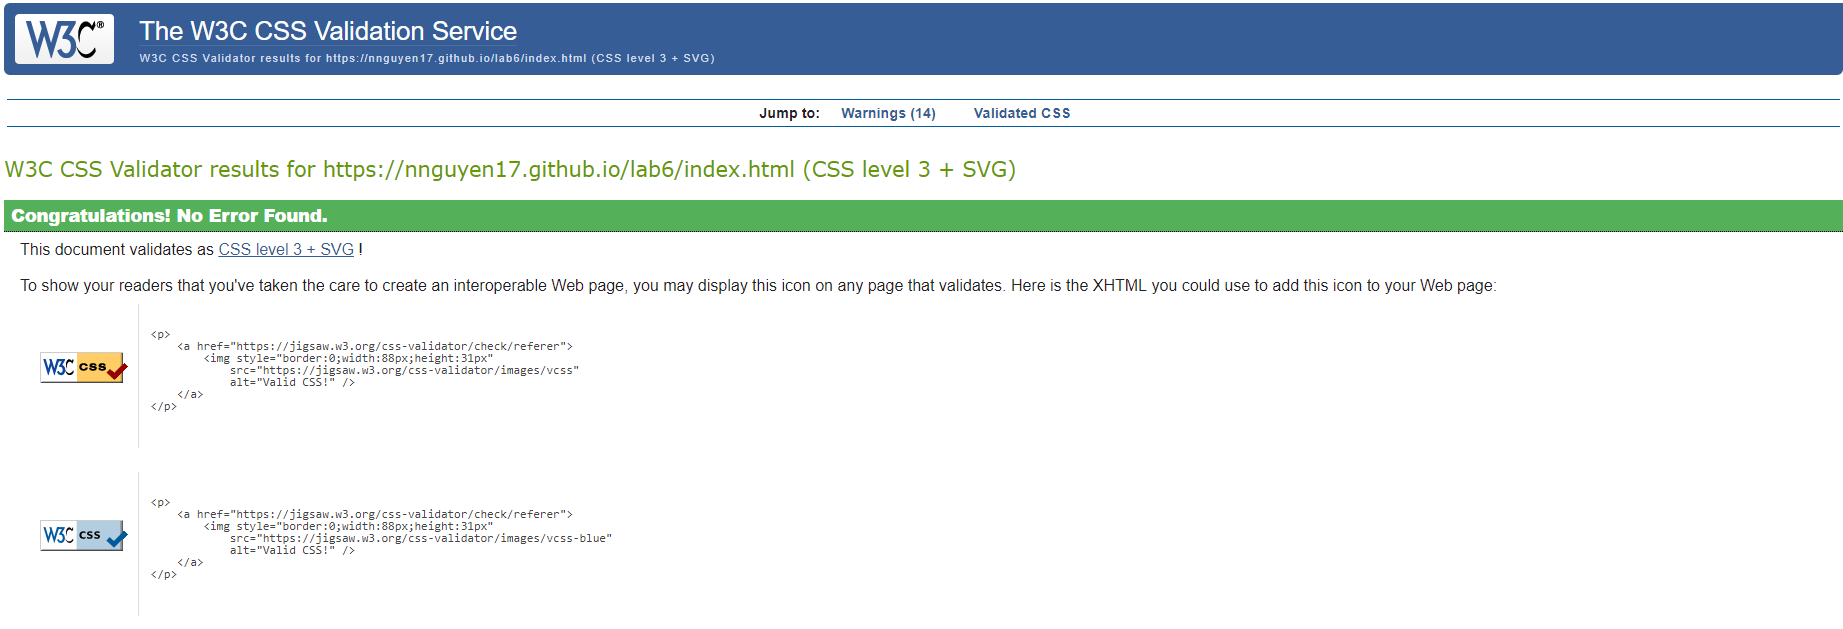 W3C®
The W3C CSS Validation Service
W3C CSS Validator results for https://nnguyen17.github.io/lab6/index.html (CSS level 3 + SVG)
Jump to: Warnings (14) Validated CSS
W3C CSS Validator results for https://nnguyen17.github.io/lab6/index.html (CSS level 3 + SVG)
Congratulations! No Error Found.
This document validates as CSS level 3 + SVG !
To show your readers that you've taken the care to create an interoperable Web page, you may display this icon on any page that validates. Here is the XHTML you could use to add this icon to your Web page:
W3C CSS
<p>
<a href="https://jigsaw.w3.org/css-validator/check/referer">
<img style="border:0;width:88px;height:31px"
src="https://jigsaw.w3.org/css-validator/images/vcss"
alt="Valid CSS!" />
</a>
</p>
W3C CSS
<p>
<a href="https://jigsaw.w3.org/css-validator/check/referer">
<img style="border:0;width:88px;height:31px"
src="https://jigsaw.w3.org/css-validator/images/vcss-blue"
alt="Valid CSS!" />
</a>
</p>